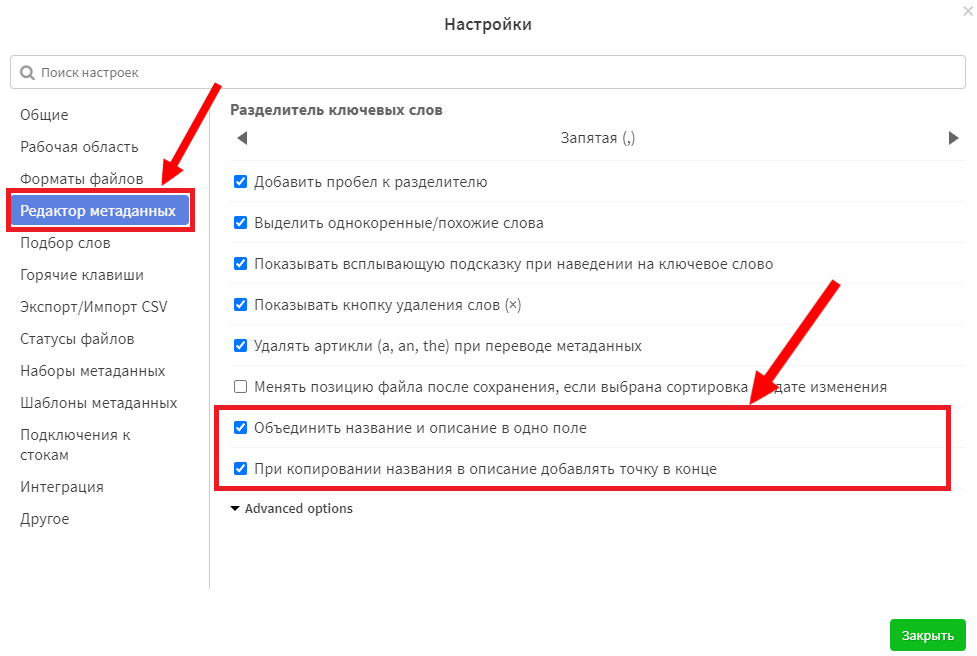 Настройки
Поиск настроек
Общие
Рабочая область
Форматы файлов
Редактор метаданных
Подбор слов
Горячие клавиши
Экспорт/Импорт CSV
Статусы файлов
Наборы метаданных
Шаблоны метаданных
Подключения к
стокам
Интеграция
Другое
Разделитель ключевых слов
Запятая (,)
Добавить пробел к разделителю
Выделить однокоренные/похожие слова
Показывать всплывающую подсказку при наведении на ключевое слово
Показывать кнопку удаления слов (×)
Удалять артикли (a, an, the) при переводе метаданных
Менять позицию файла после сохранения, если выбрана сортировка дате изменения
Объединить название и описание в одно поле
При копировании названия в описание добавлять точку в конце
Advanced options
Закрыть